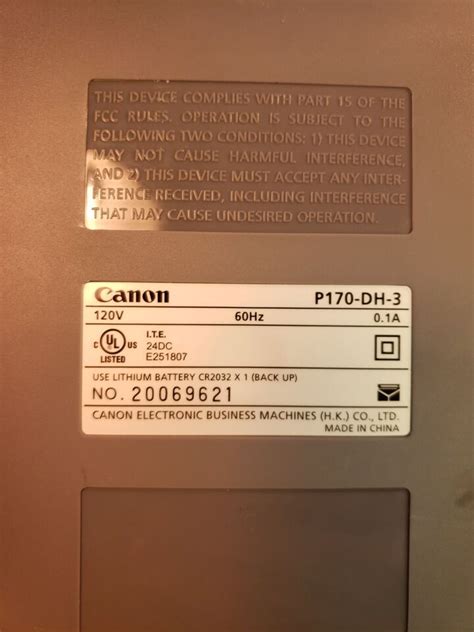 THIS DEVICE COMPLIES WITH PART 15 OF THE
FCC RULES. OPERATION IS SUBJECT TO THE
FOLLOWING TWO CONDITIONS: 1) THIS DEVICE
MAY NOT CAUSE HARMFUL INTERFERENCE,
AND 2) THIS DEVICE MUST ACCEPT ANY INTER-
FERENCE RECEIVED, INCLUDING INTERFERENCE
THAT MAY CAUSE UNDESIRED OPERATION.
Canon P170-DH-3
120V 60Hz 0.1A
C UL US LISTED
I.T.E.
24DC
E251807
USE LITHIUM BATTERY CR2032 X 1 (BACK UP)
NO. 20069621
CANON ELECTRONIC BUSINESS MACHINES (H.K.) CO., LTD.
MADE IN CHINA